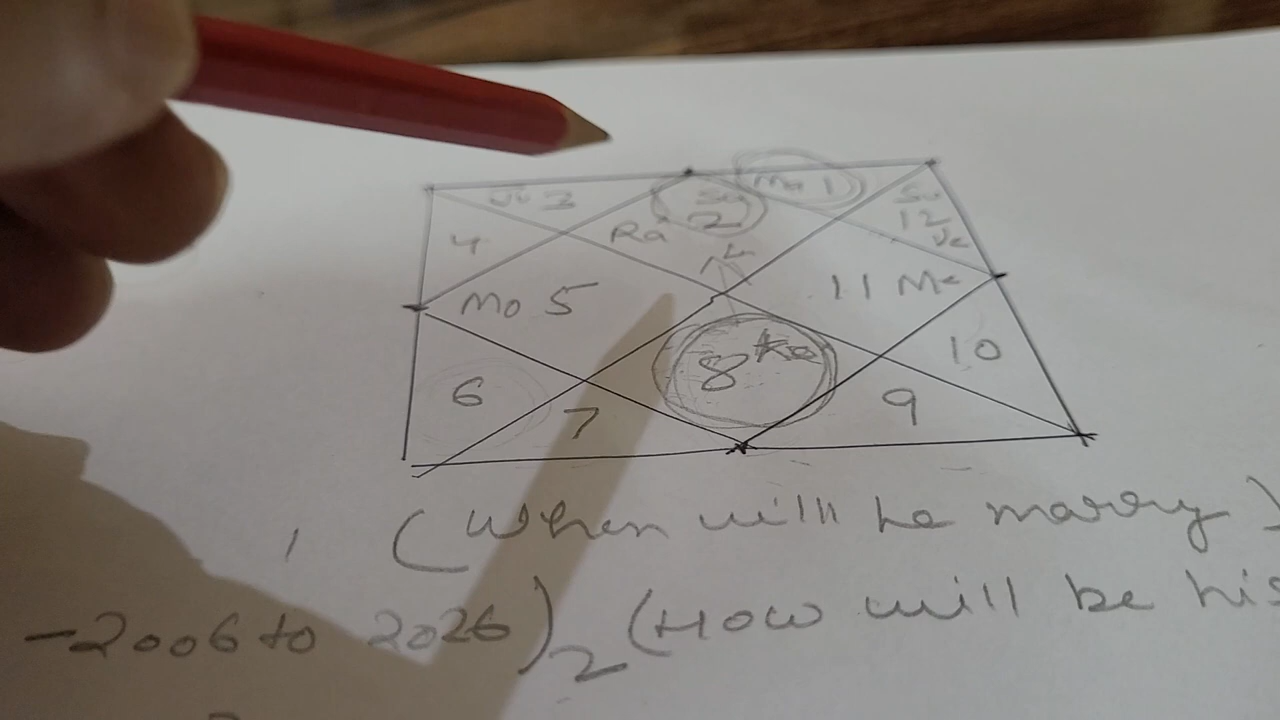 Ju 3
Ma 1
Su
12
Ve
4
Ra
2
Mo 5
11 Me
8 Ke
10
6
7
9
1 (When will he marry)
-2006 to 2026) 2 (How will be his